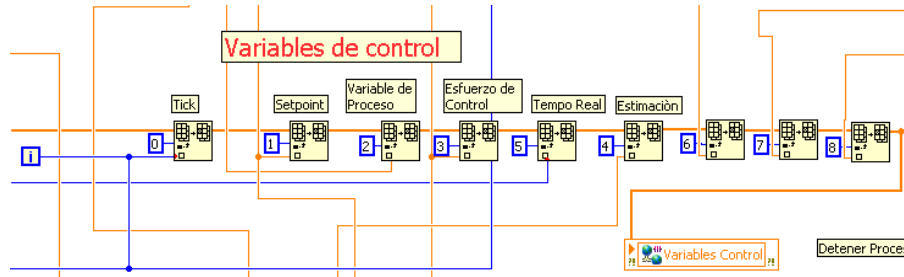 Variables de control
Tick
Setpoint
Variable de
Proceso
Esfuerzo de
Control
Tempo Real
Estimaciòn
0
1
2
3
5
4
6
7
8
i
Variables Control
Detener Proces